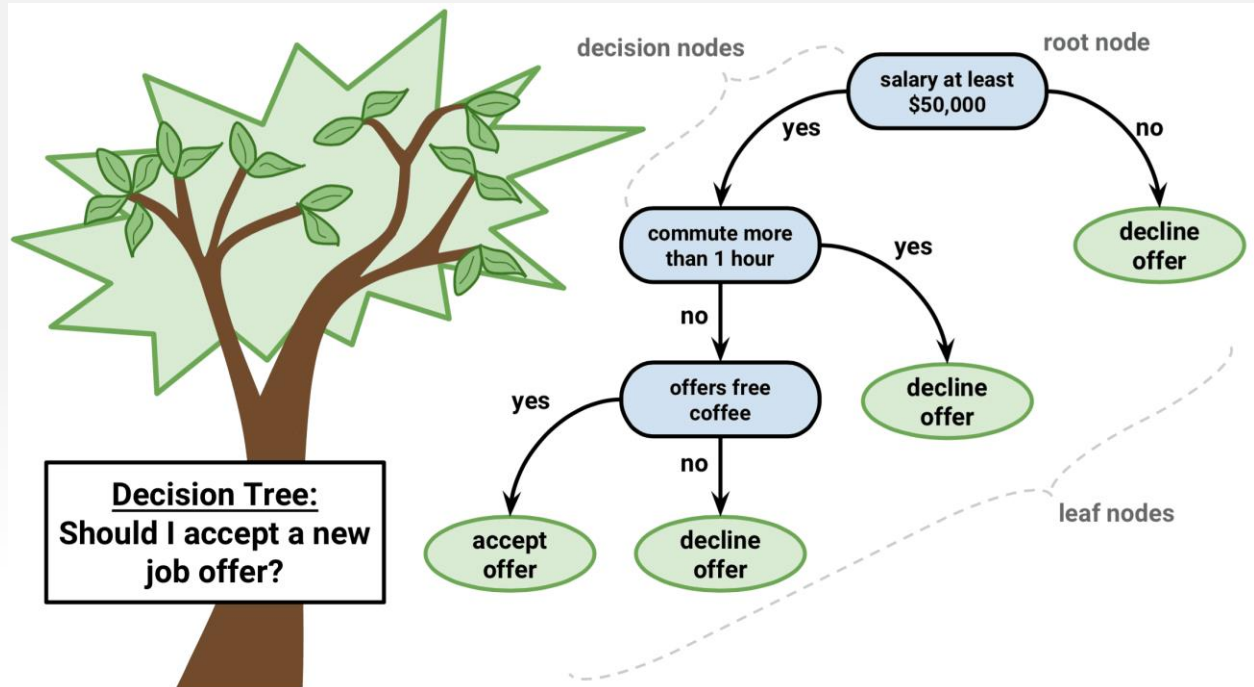 decision nodes
root node
salary at least
$50,000
yes
no
commute more
than 1 hour
yes
decline
offer
no
offers free
coffee
decline
offer
yes
no
leaf nodes
accept
offer
decline
offer
Decision Tree:
Should I accept a new
job offer?